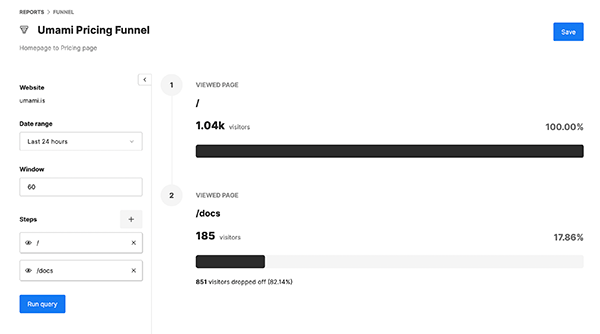 REPORTS > FUNNEL
Umami Pricing Funnel
Save
Homepage to Pricing page
Website
umami.is
Date range
Last 24 hours
Window
60
Steps
+
/
/docs
Run query
1
VIEWED PAGE
/
1.04k visitors
100.00%
2
VIEWED PAGE
/docs
185 visitors
17.86%
851 visitors dropped off (82.14%)